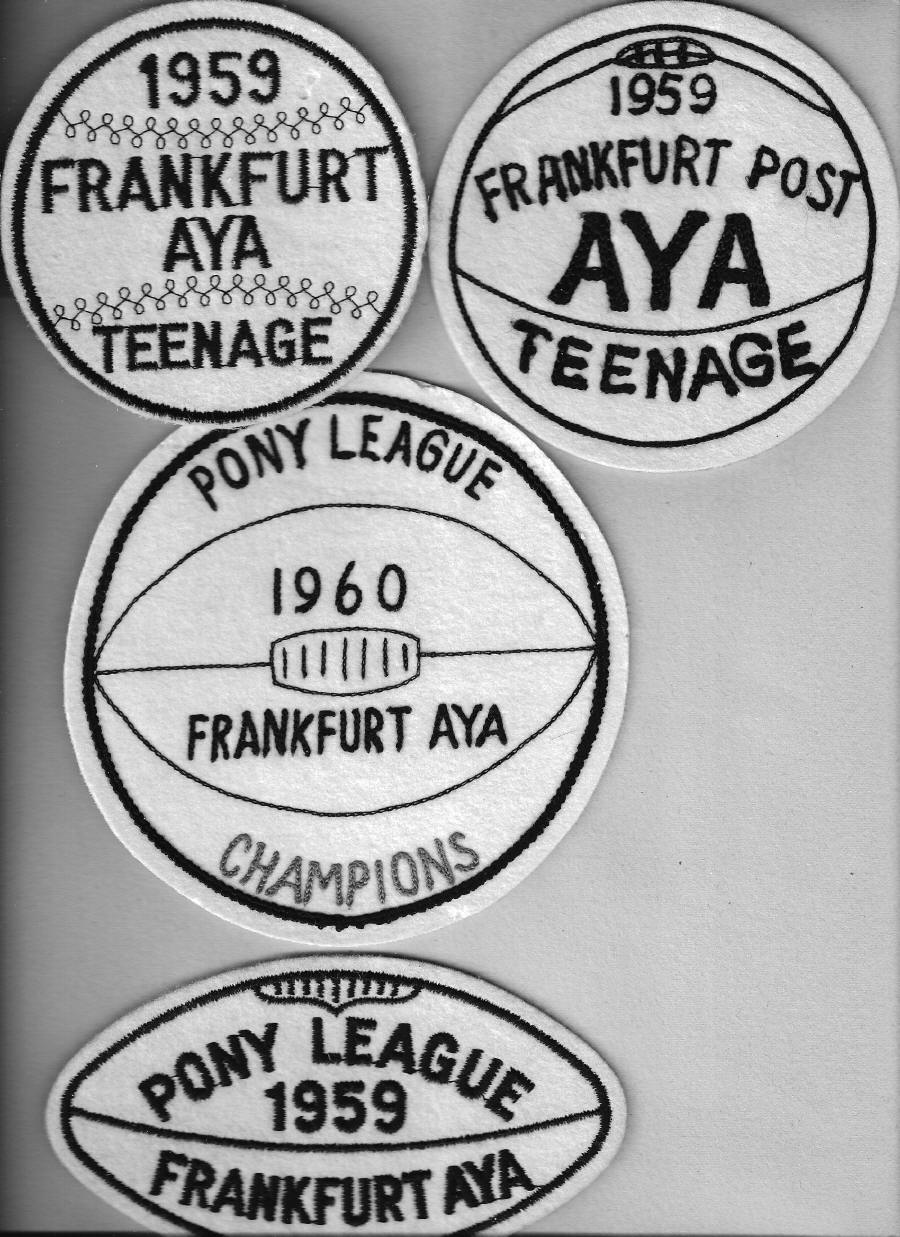 1959
FRANKFURT
AYA
TEENAGE
1959
FRANKFURT POST
AYA
TEENAGE
PONY LEAGUE
1960
FRANKFURT AYA
CHAMPIONS
PONY LEAGUE
1959
FRANKFURT AYA